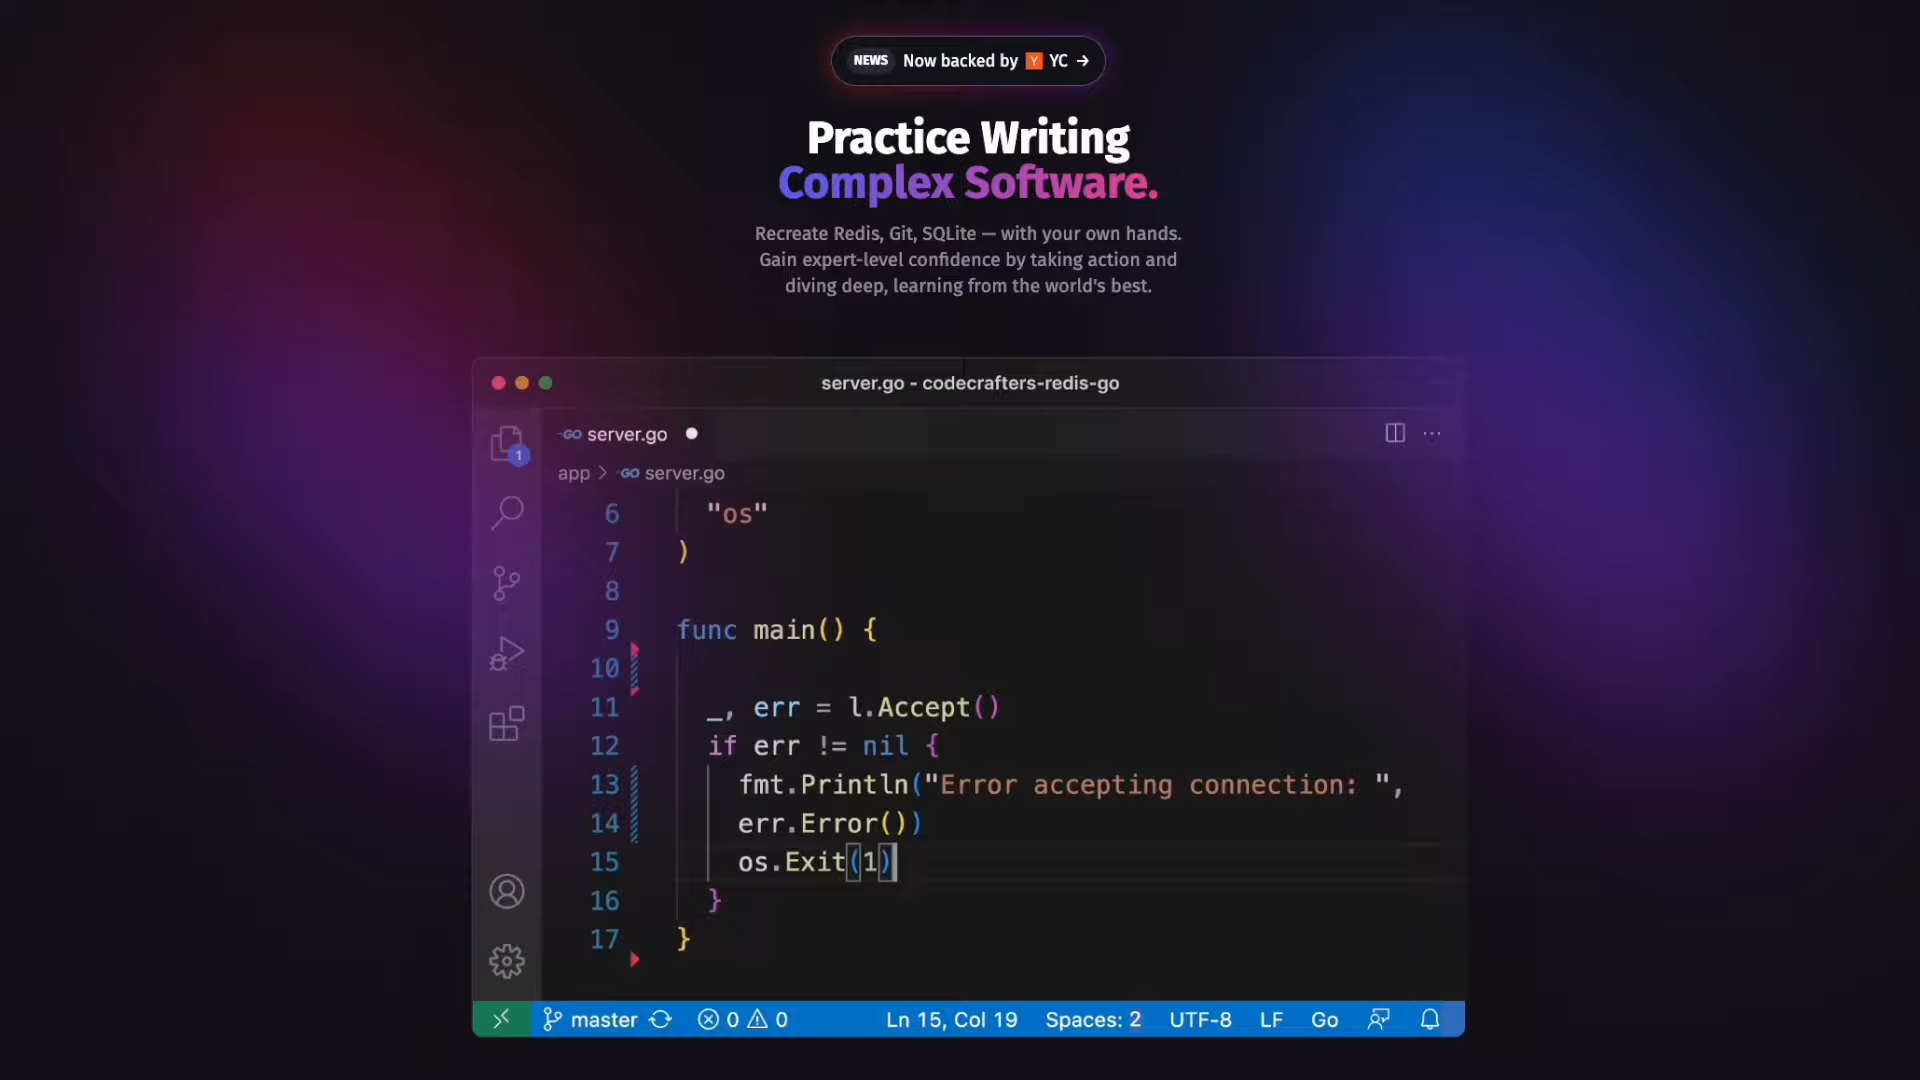 NEWS Now backed by Y YC →
Practice Writing
Complex Software.
Recreate Redis, Git, SQLite — with your own hands.
Gain expert-level confidence by taking action and
diving deep, learning from the world's best.
server.go - codecrafters-redis-go
GO server.go
1
app > GO server.go
6 "os"
7 )
8
9 func main() {
10
11 _, err = l.Accept()
12 if err != nil {
13 fmt.Println("Error accepting connection: ",
14 err.Error())
15 os.Exit(1)
16 }
17 }
master 0 0 Ln 15, Col 19 Spaces: 2 UTF-8 LF Go